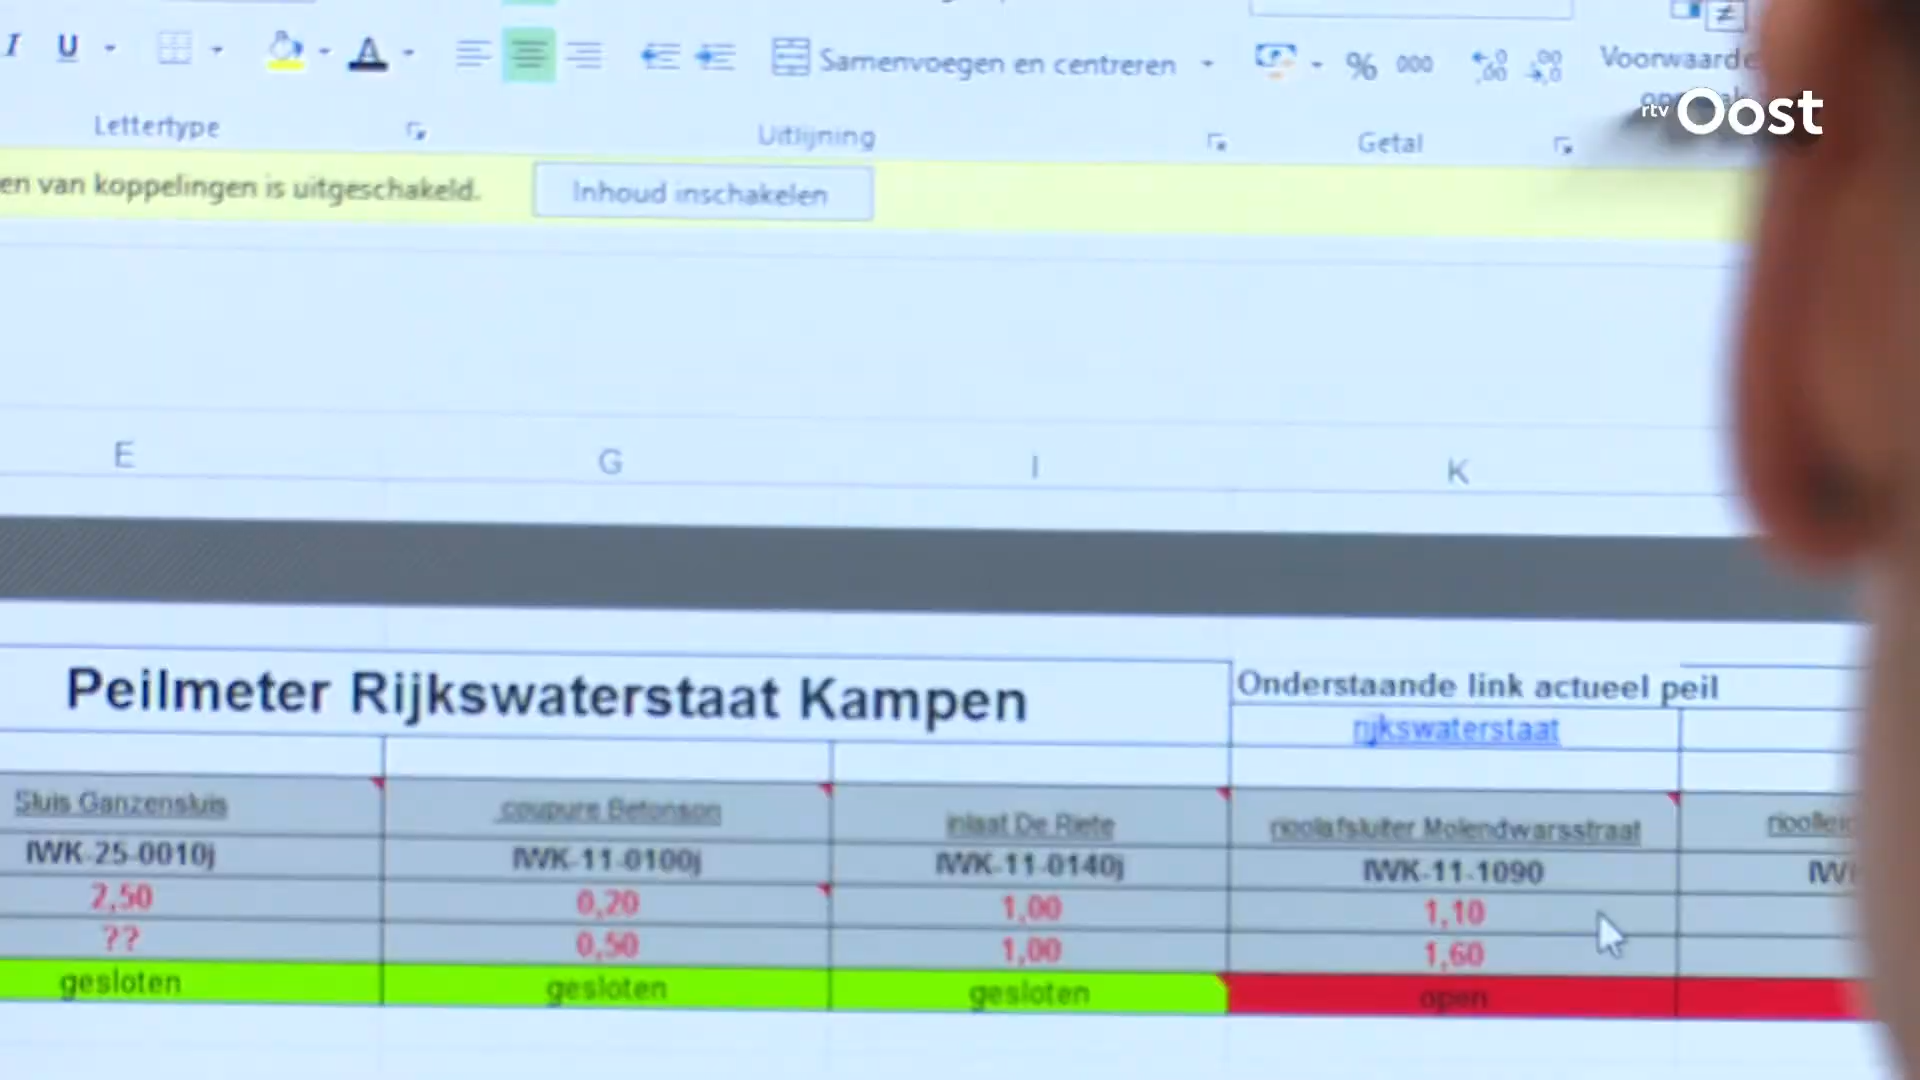 I U
Samenvoegen en centreren
% 000
Voorwaarde
rtv Oost
Lettertype
Uitlijning
Getal
en van koppelingen is uitgeschakeld.
Inhoud inschakelen
E G I K
Peilmeter Rijkswaterstaat Kampen
Onderstaande link actueel peil
rijkswaterstaat
Sluis Ganzensluis coupure Betonson inlaat De Riete rioolafsluiter Molendwarsstraat
IWK-25-0010j IWK-11-0100j IWK-11-0140j IWK-11-1090
2,50 0,20 1,00 1,10
?? 0,50 1,00 1,60
gesloten gesloten gesloten open